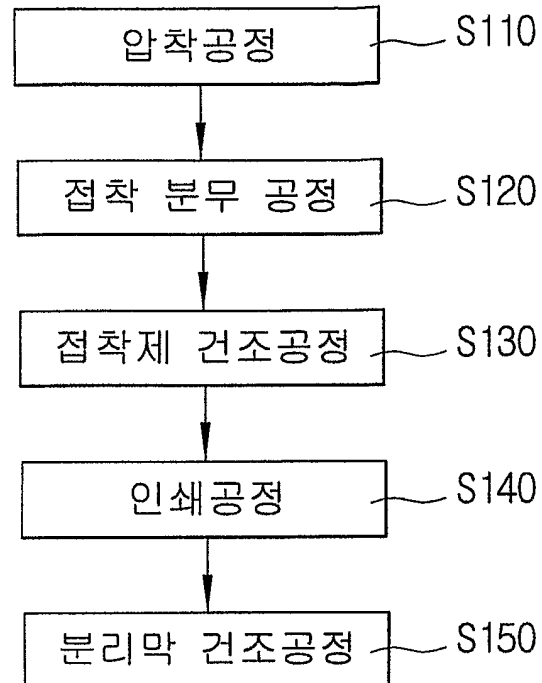 압착공정 S110
접착 분무 공정 S120
접착제 건조공정 S130
인쇄공정 S140
분리막 건조공정 S150